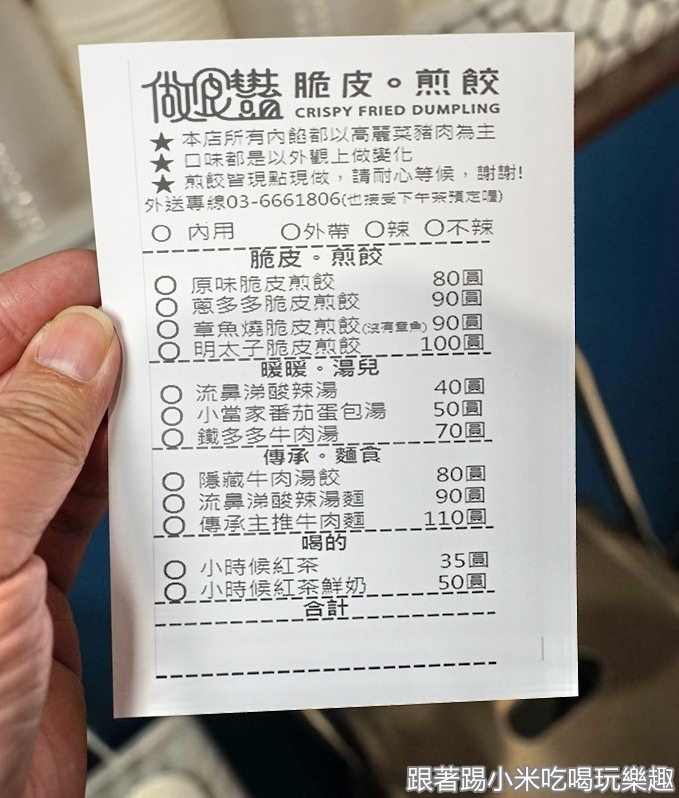 做食豔 脆皮。煎餃
CRISPY FRIED DUMPLING
★ 本店所有內餡都以高麗菜豬肉為主
★ 口味都是以外觀上做變化
★ 煎餃皆現點現做，請耐心等候，謝謝!
外送專線03-6661806(也接受下午茶預定喔)
○ 內用 ○外帶 ○辣 ○不辣
脆皮。煎餃
○ 原味脆皮煎餃 80圓
○ 蔥多多脆皮煎餃 90圓
○ 章魚燒脆皮煎餃(沒有章魚) 90圓
○ 明太子脆皮煎餃 100圓
暖暖。湯兒
○ 流鼻涕酸辣湯 40圓
○ 小當家番茄蛋包湯 50圓
○ 鐵多多牛肉湯 70圓
傳承。麵食
○ 隱藏牛肉湯餃 80圓
○ 流鼻涕酸辣湯麵 90圓
○ 傳承主推牛肉麵 110圓
喝的
○ 小時候紅茶 35圓
○ 小時候紅茶鮮奶 50圓
合計
跟著踢小米吃喝玩樂趣